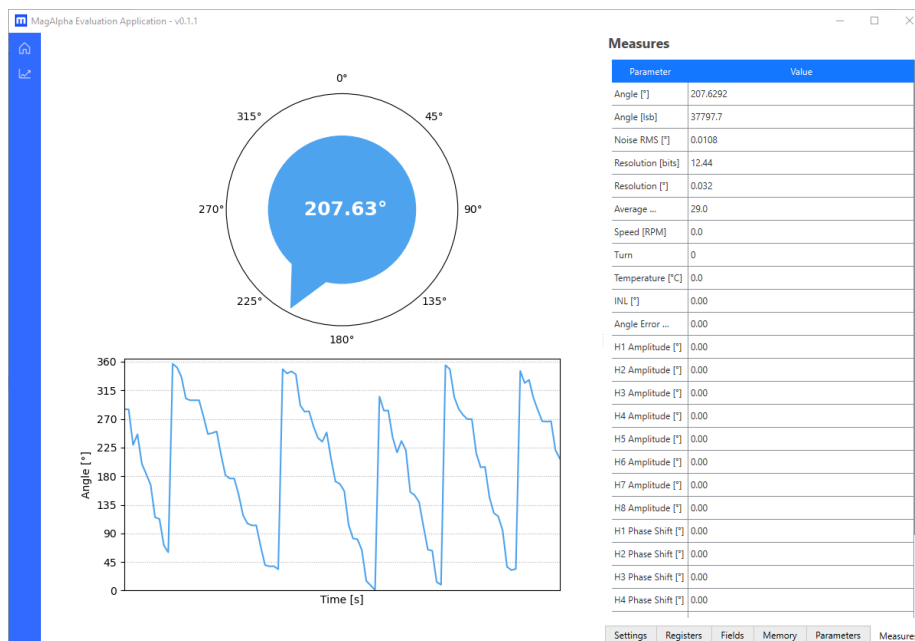 MagAlpha Evaluation Application - v0.1.1
Measures
Parameter Value
Angle [°] 207.6292
Angle [lsb] 37797.7
Noise RMS [°] 0.0108
Resolution [bits] 12.44
Resolution [°] 0.032
Average ... 29.0
Speed [RPM] 0.0
Turn 0
Temperature [°C] 0.0
INL [°] 0.00
Angle Error ... 0.00
H1 Amplitude [°] 0.00
H2 Amplitude [°] 0.00
H3 Amplitude [°] 0.00
H4 Amplitude [°] 0.00
H5 Amplitude [°] 0.00
H6 Amplitude [°] 0.00
H7 Amplitude [°] 0.00
H8 Amplitude [°] 0.00
H1 Phase Shift [°] 0.00
H2 Phase Shift [°] 0.00
H3 Phase Shift [°] 0.00
H4 Phase Shift [°] 0.00
0°
315° 45°
270° 207.63° 90°
225° 135°
180°
360
315
270
225
180
135
90
45
0
Angle [°]
Time [s]
Settings Registers Fields Memory Parameters Measures